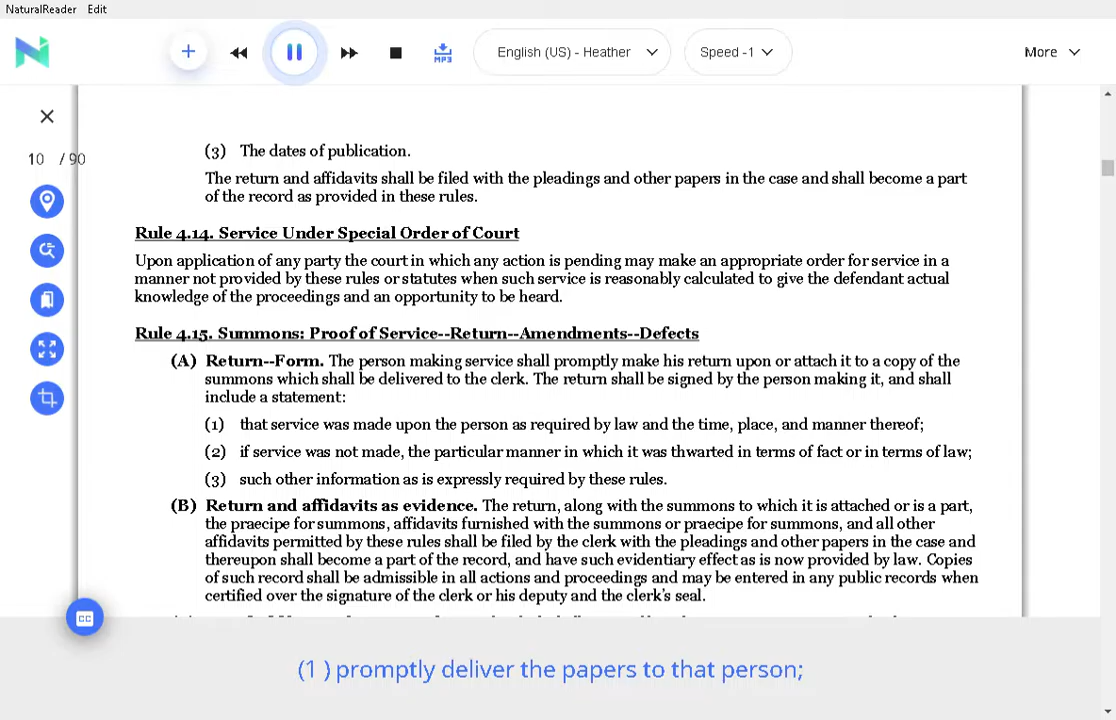 NaturalReader Edit
MP3
English (US) - Heather
Speed -1
More
10 / 90
(3) The dates of publication.
The return and affidavits shall be filed with the pleadings and other papers in the case and shall become a part
of the record as provided in these rules.
Rule 4.14. Service Under Special Order of Court
Upon application of any party the court in which any action is pending may make an appropriate order for service in a
manner not provided by these rules or statutes when such service is reasonably calculated to give the defendant actual
knowledge of the proceedings and an opportunity to be heard.
Rule 4.15. Summons: Proof of Service--Return--Amendments--Defects
(A) Return--Form. The person making service shall promptly make his return upon or attach it to a copy of the
summons which shall be delivered to the clerk. The return shall be signed by the person making it, and shall
include a statement:
(1) that service was made upon the person as required by law and the time, place, and manner thereof;
(2) if service was not made, the particular manner in which it was thwarted in terms of fact or in terms of law;
(3) such other information as is expressly required by these rules.
(B) Return and affidavits as evidence. The return, along with the summons to which it is attached or is a part,
the praecipe for summons, affidavits furnished with the summons or praecipe for summons, and all other
affidavits permitted by these rules shall be filed by the clerk with the pleadings and other papers in the case and
thereupon shall become a part of the record, and have such evidentiary effect as is now provided by law. Copies
of such record shall be admissible in all actions and proceedings and may be entered in any public records when
certified over the signature of the clerk or his deputy and the clerk's seal.
CC
(1 ) promptly deliver the papers to that person;